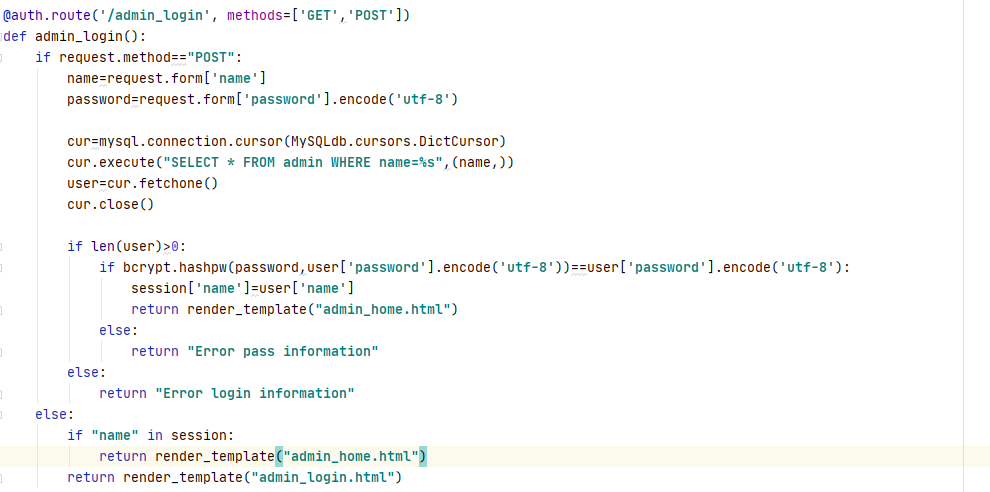 @auth.route('/admin_login', methods=['GET','POST'])
def admin_login():
    if request.method=="POST":
        name=request.form['name']
        password=request.form['password'].encode('utf-8')

        cur=mysql.connection.cursor(MySQLdb.cursors.DictCursor)
        cur.execute("SELECT * FROM admin WHERE name=%s",(name,))
        user=cur.fetchone()
        cur.close()

        if len(user)>0:
            if bcrypt.hashpw(password,user['password'].encode('utf-8'))==user['password'].encode('utf-8'):
                session['name']=user['name']
                return render_template("admin_home.html")
            else:
                return "Error pass information"
        else:
            return "Error login information"
    else:
        if "name" in session:
            return render_template("admin_home.html")
        return render_template("admin_login.html")